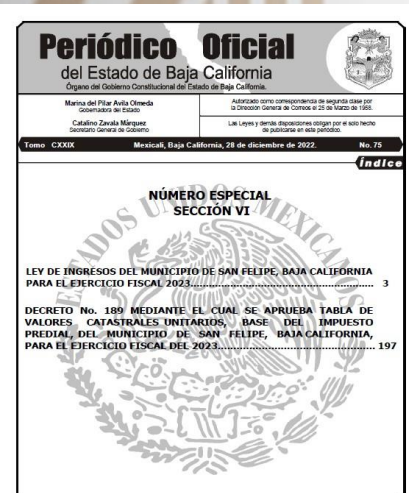 Periódico Oficial
del Estado de Baja California
Órgano del Gobierno Constitucional del Estado de Baja California.
Marina del Pilar Avila Olmeda
Gobernadora del Estado
Autorizado como correspondencia de segunda clase por
la Dirección General de Correos el 25 de Marzo de 1958.
Catalino Zavala Márquez
Secretario General de Gobierno
Las Leyes y demás disposiciones obligan por el solo hecho
de publicarse en este periódico.
Tomo CXXIX Mexicali, Baja California, 28 de diciembre de 2022. No. 75
Índice
NÚMERO ESPECIAL
SECCIÓN VI
ESTADOS UNIDOS MEXICANOS
LEY DE INGRESOS DEL MUNICIPIO DE SAN FELIPE, BAJA CALIFORNIA
PARA EL EJERCICIO FISCAL 2023.................................................................. 3
DECRETO No. 189 MEDIANTE EL CUAL SE APRUEBA TABLA DE
VALORES CATASTRALES UNITARIOS, BASE DEL IMPUESTO
PREDIAL, DEL MUNICIPIO DE SAN FELIPE, BAJA CALIFORNIA,
PARA EL EJERCICIO FISCAL DEL 2023.................................................. 197